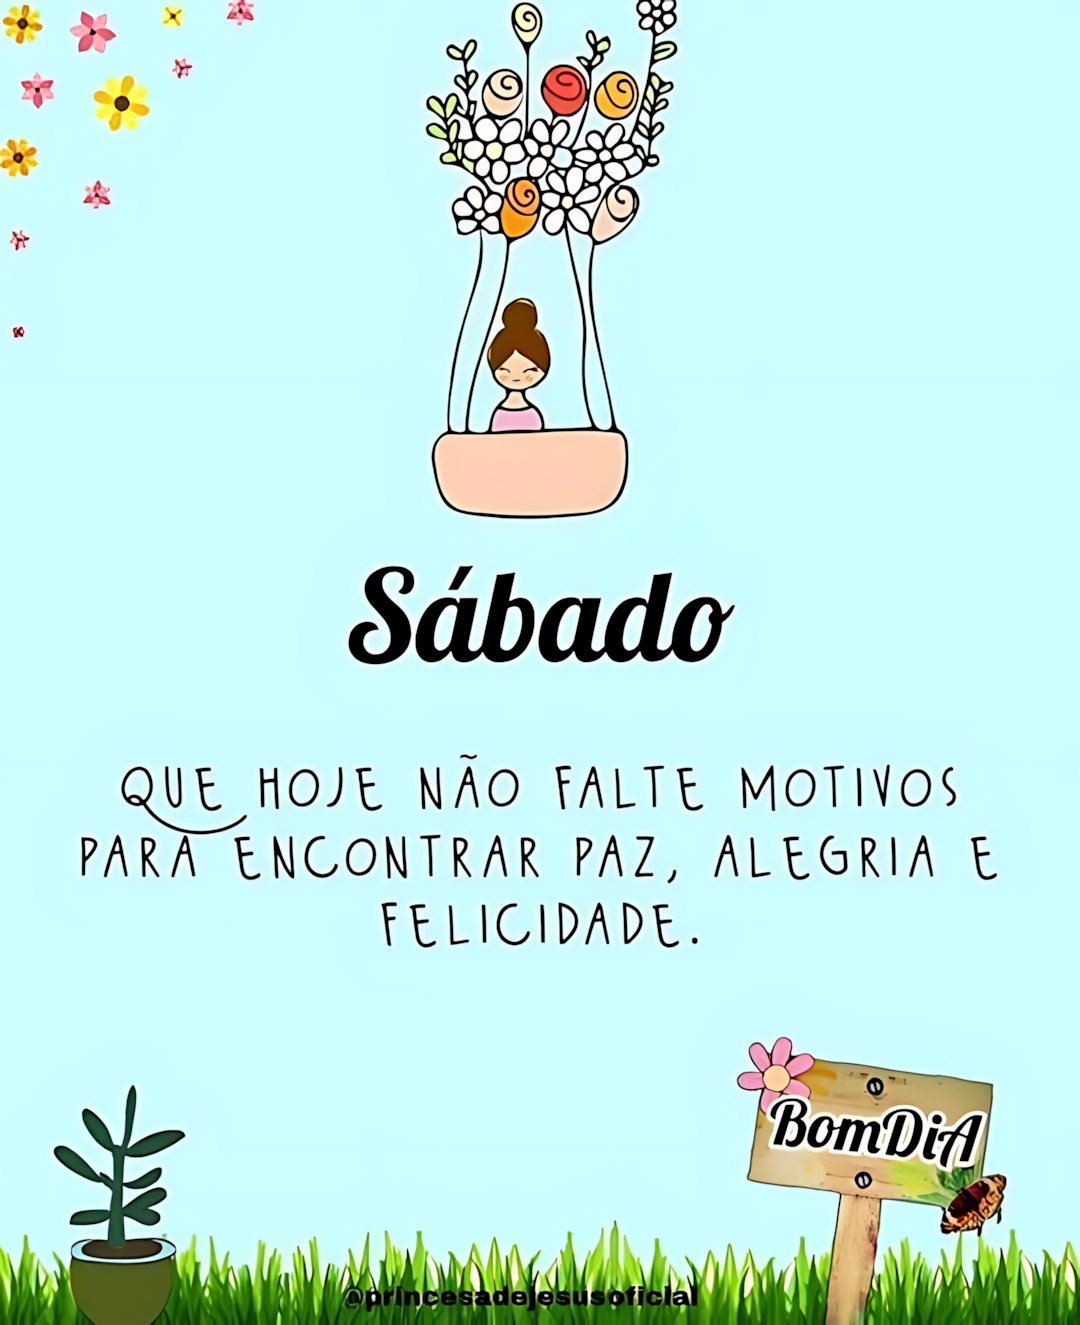 Sábado
QUE HOJE NÃO FALTE MOTIVOS
PARA ENCONTRAR PAZ, ALEGRIA E
FELICIDADE.
BomDiA
@princesadejesusoficial